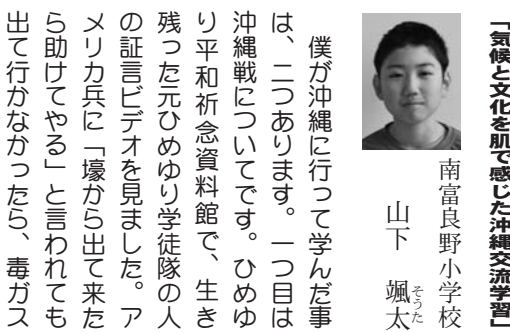 「気候と文化を肌で感じた沖縄交流学習」
南富良野小学校
山下 颯太
そうた
僕が沖縄に行って学んだ事
は、二つあります。一つ目は
沖縄戦についてです。ひめゆ
り平和祈念資料館で、生き
残った元ひめゆり学徒隊の人
の証言ビデオを見ました。ア
メリカ兵に「壕から出て来た
ら助けてやる」と言われても
出て行かなかったら、毒ガス